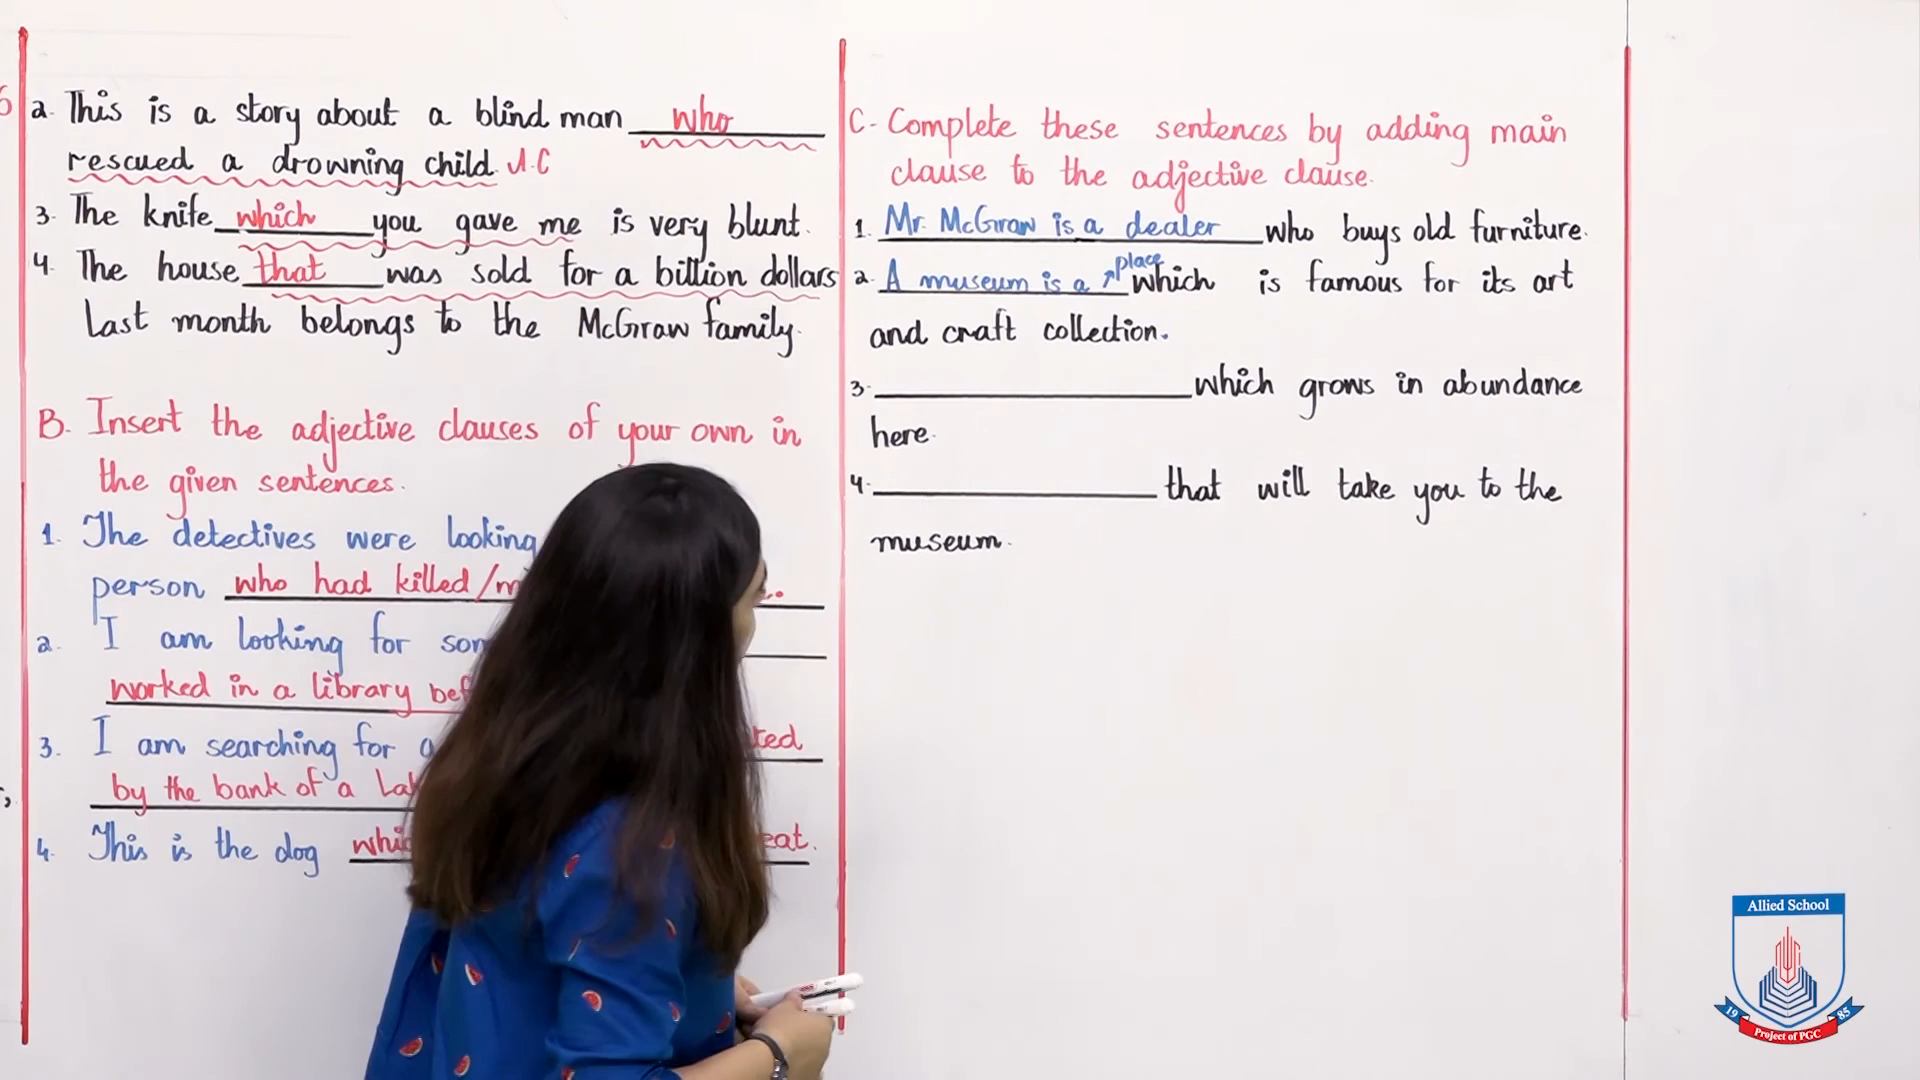 2. This is a story about a blind man who
rescued a drowning child. A.C
3. The knife which you gave me is very blunt.
4. The house that was sold for a billion dollars
last month belongs to the McGraw family.
B. Insert the adjective clauses of your own in
the given sentences.
1. The detectives were looking
person who had killed/m
2. I am looking for som
worked in a library bef
3. I am searching for a
by the bank of a
4. This is the dog eat.
C- Complete these sentences by adding main
clause to the adjective clause.
1. Mr. McGraw is a dealer who buys old furniture.
2. A museum is a place which is famous for its art
and craft collection.
3. which grows in abundance
here.
4. that will take you to the
museum.
Allied School
19 85
Project of PGC